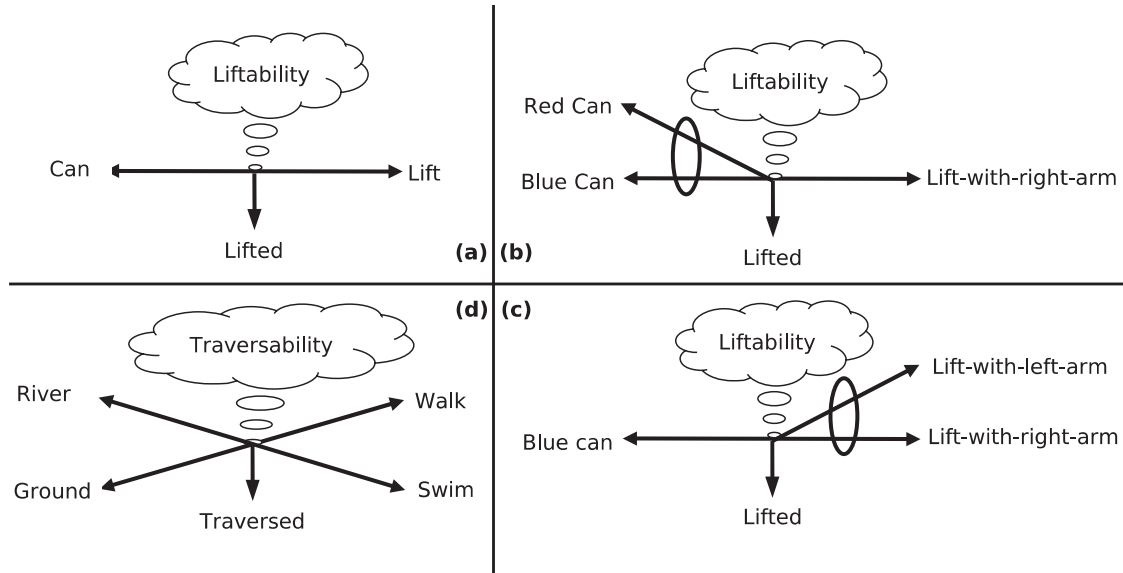 Liftability
Can
Lift
Lifted
(a)
Liftability
Red Can
Blue Can
Lift-with-right-arm
Lifted
(b)
(d)
Traversability
River
Walk
Ground
Swim
Traversed
(c)
Liftability
Lift-with-left-arm
Blue can
Lift-with-right-arm
Lifted